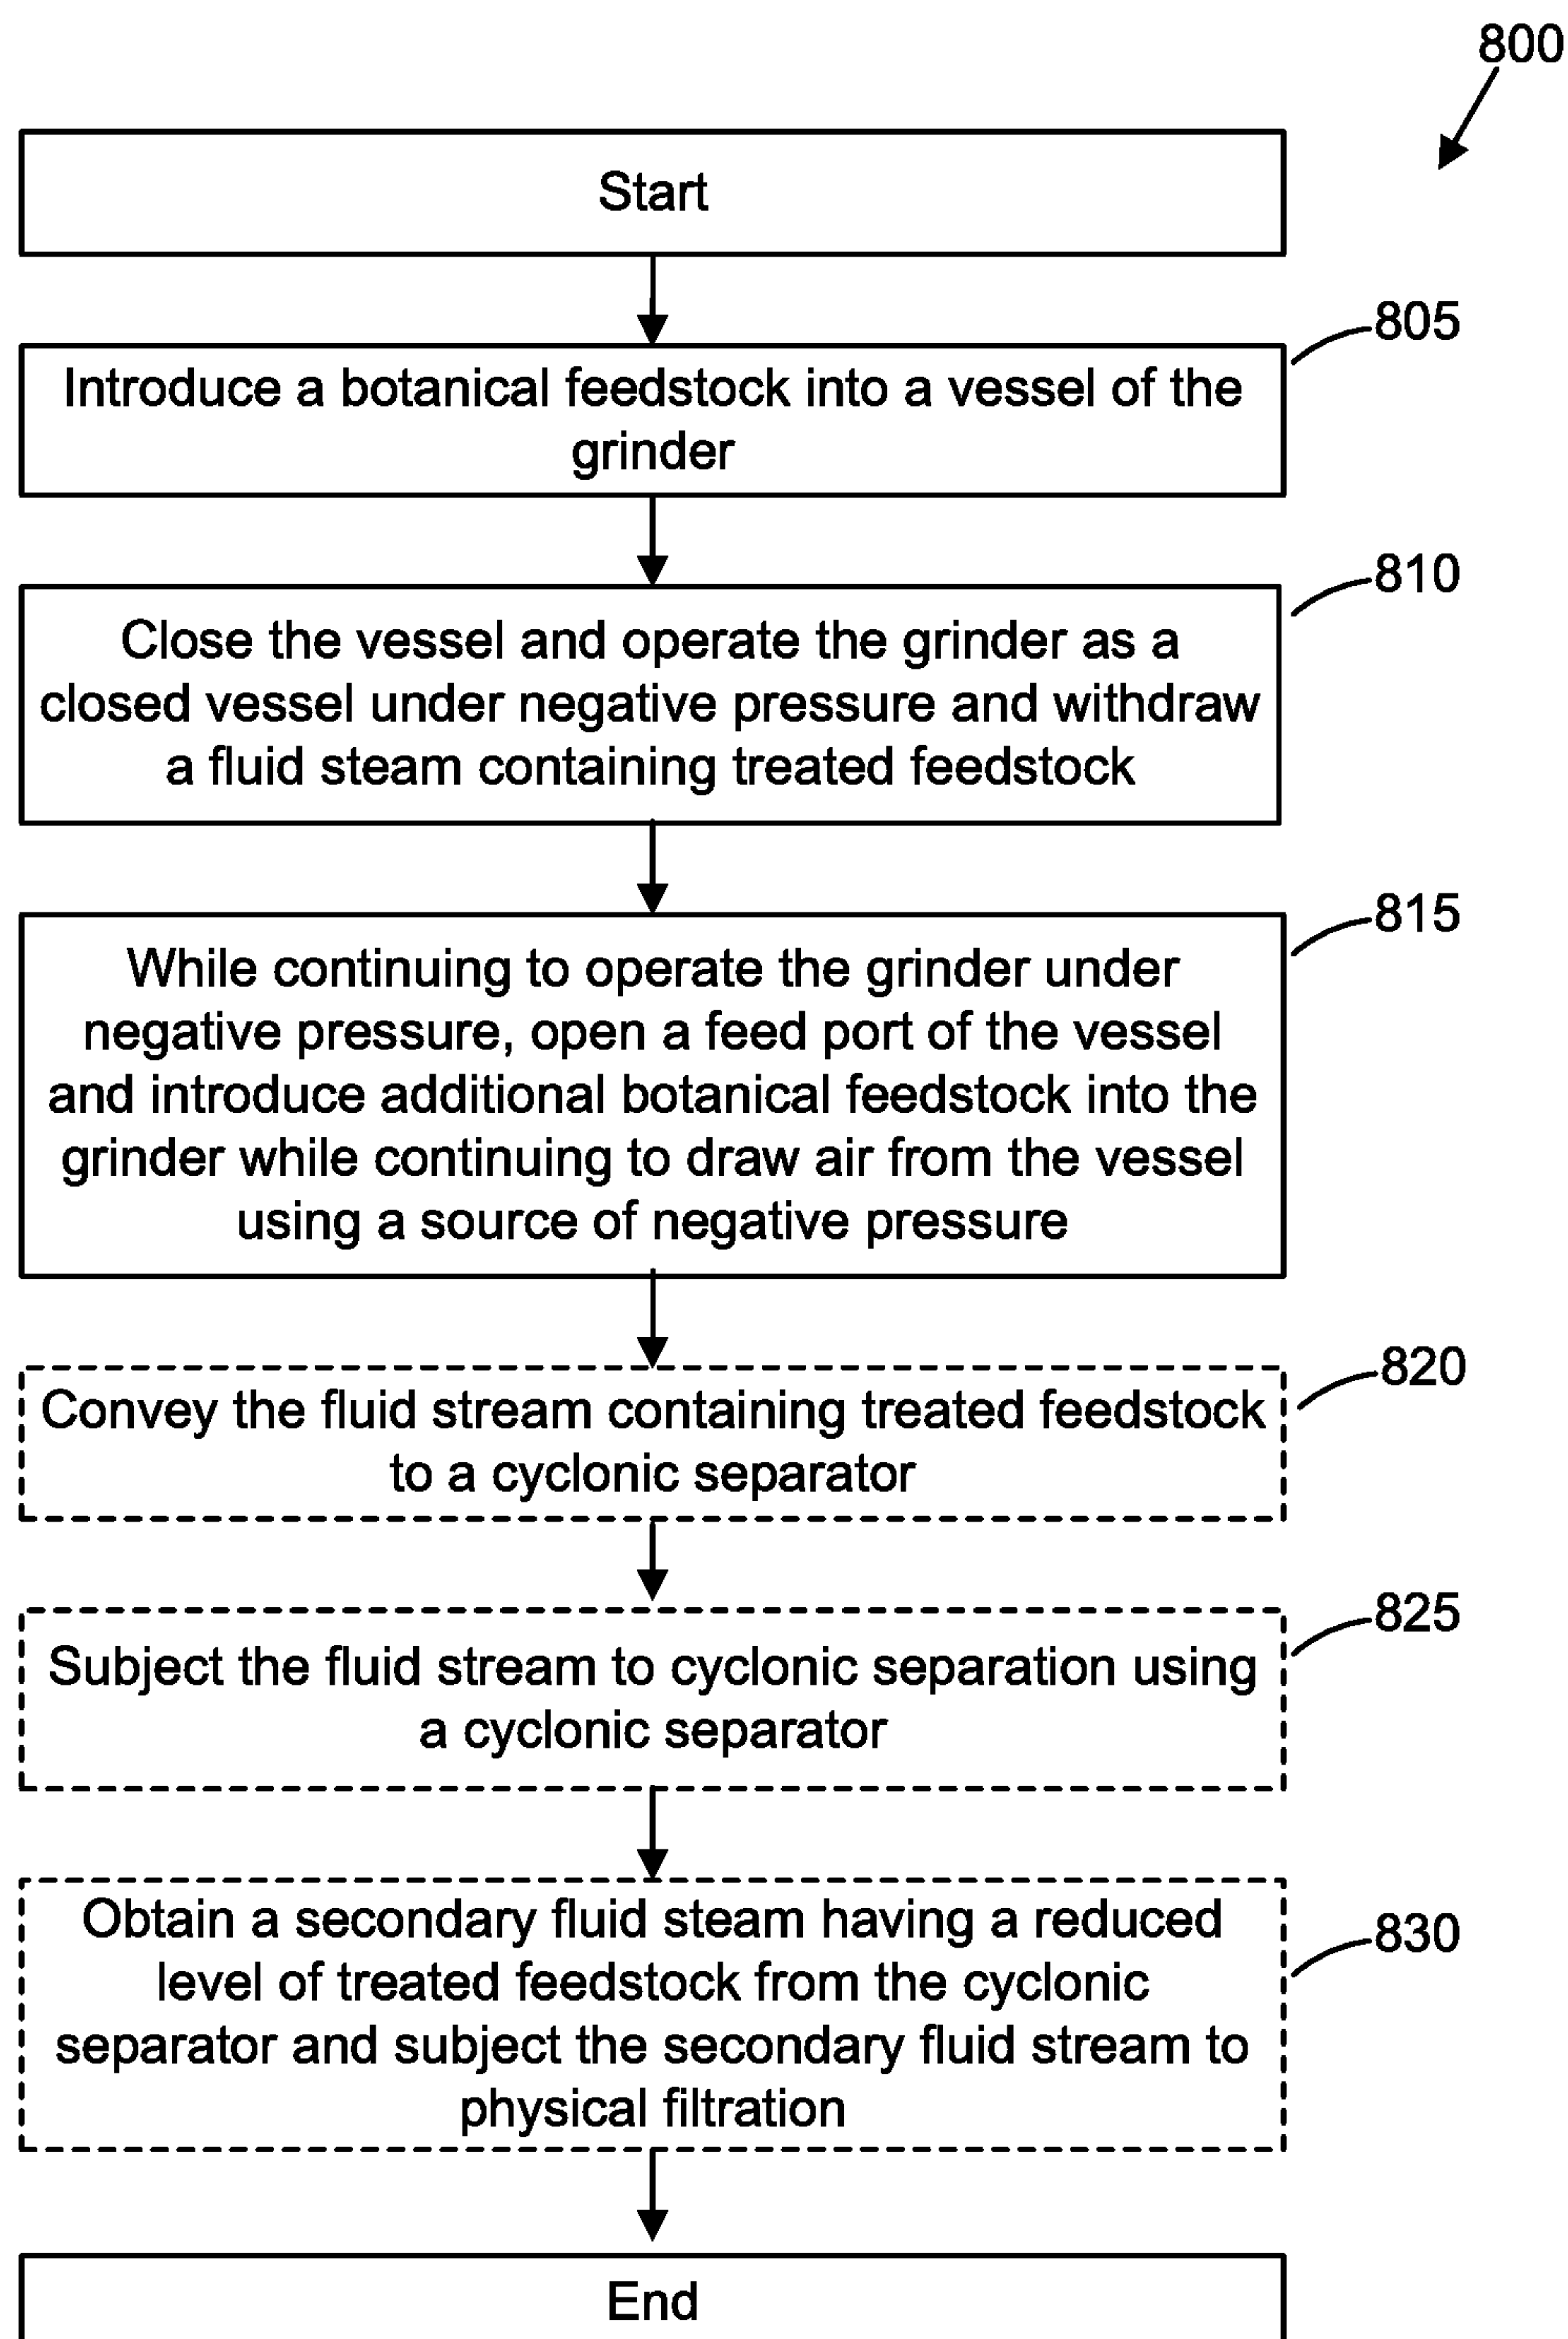 800
Start
805
Introduce a botanical feedstock into a vessel of the
grinder
810
Close the vessel and operate the grinder as a
closed vessel under negative pressure and withdraw
a fluid steam containing treated feedstock
815
While continuing to operate the grinder under
negative pressure, open a feed port of the vessel
and introduce additional botanical feedstock into the
grinder while continuing to draw air from the vessel
using a source of negative pressure
820
Convey the fluid stream containing treated feedstock
to a cyclonic separator
825
Subject the fluid stream to cyclonic separation using
a cyclonic separator
830
Obtain a secondary fluid steam having a reduced
level of treated feedstock from the cyclonic
separator and subject the secondary fluid stream to
physical filtration
End